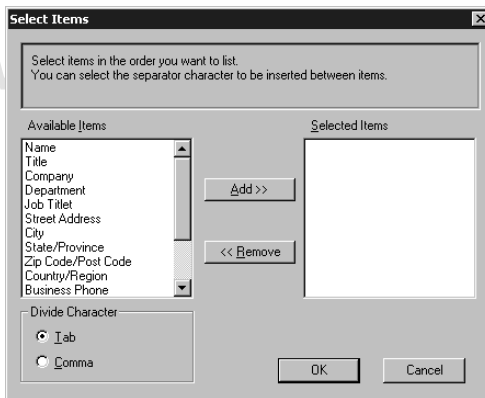 Select Items
Select items in the order you want to list.
You can select the separator character to be inserted between items.
Available Items
Selected Items
Name
Title
Company
Department
Job Titlet
Street Address
City
State/Province
Zip Code/Post Code
Country/Region
Business Phone
Add >>
<< Remove
Divide Character
Tab
Comma
OK
Cancel